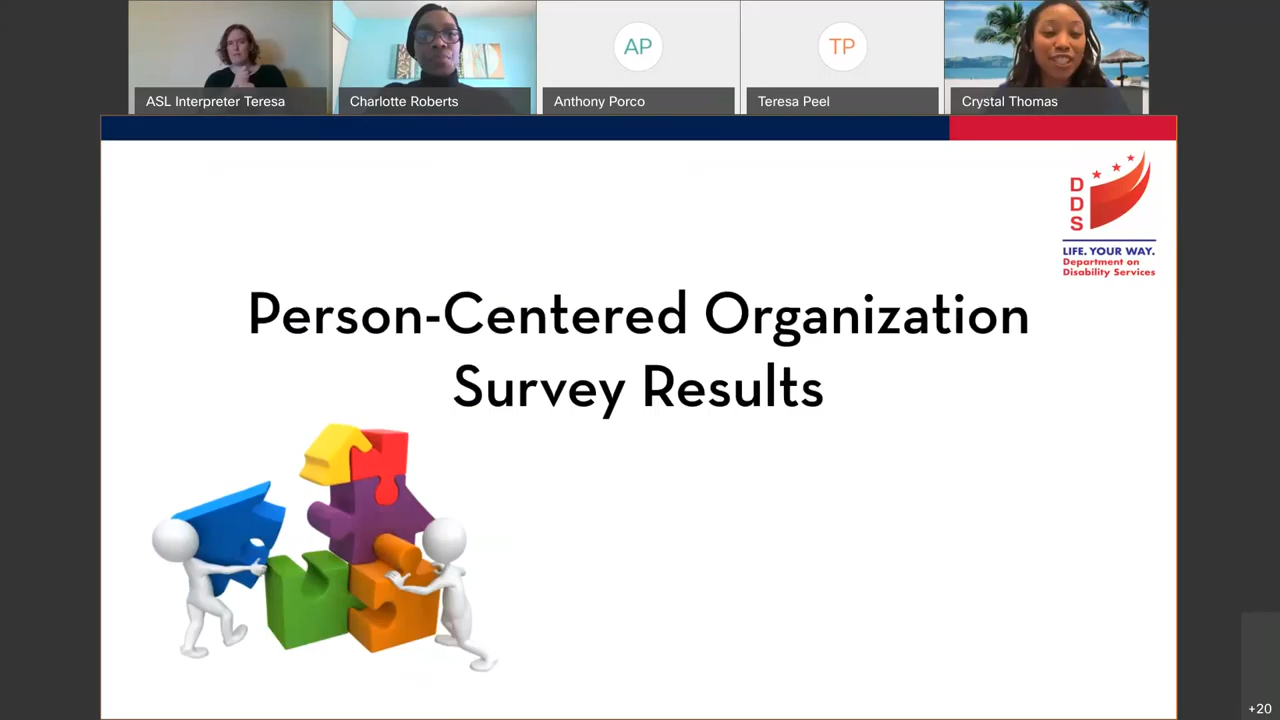 ASL Interpreter Teresa
Charlotte Roberts
AP
Anthony Porco
TP
Teresa Peel
Crystal Thomas
D
D
S
LIFE. YOUR WAY.
Department on
Disability Services
Person-Centered Organization
Survey Results
+20